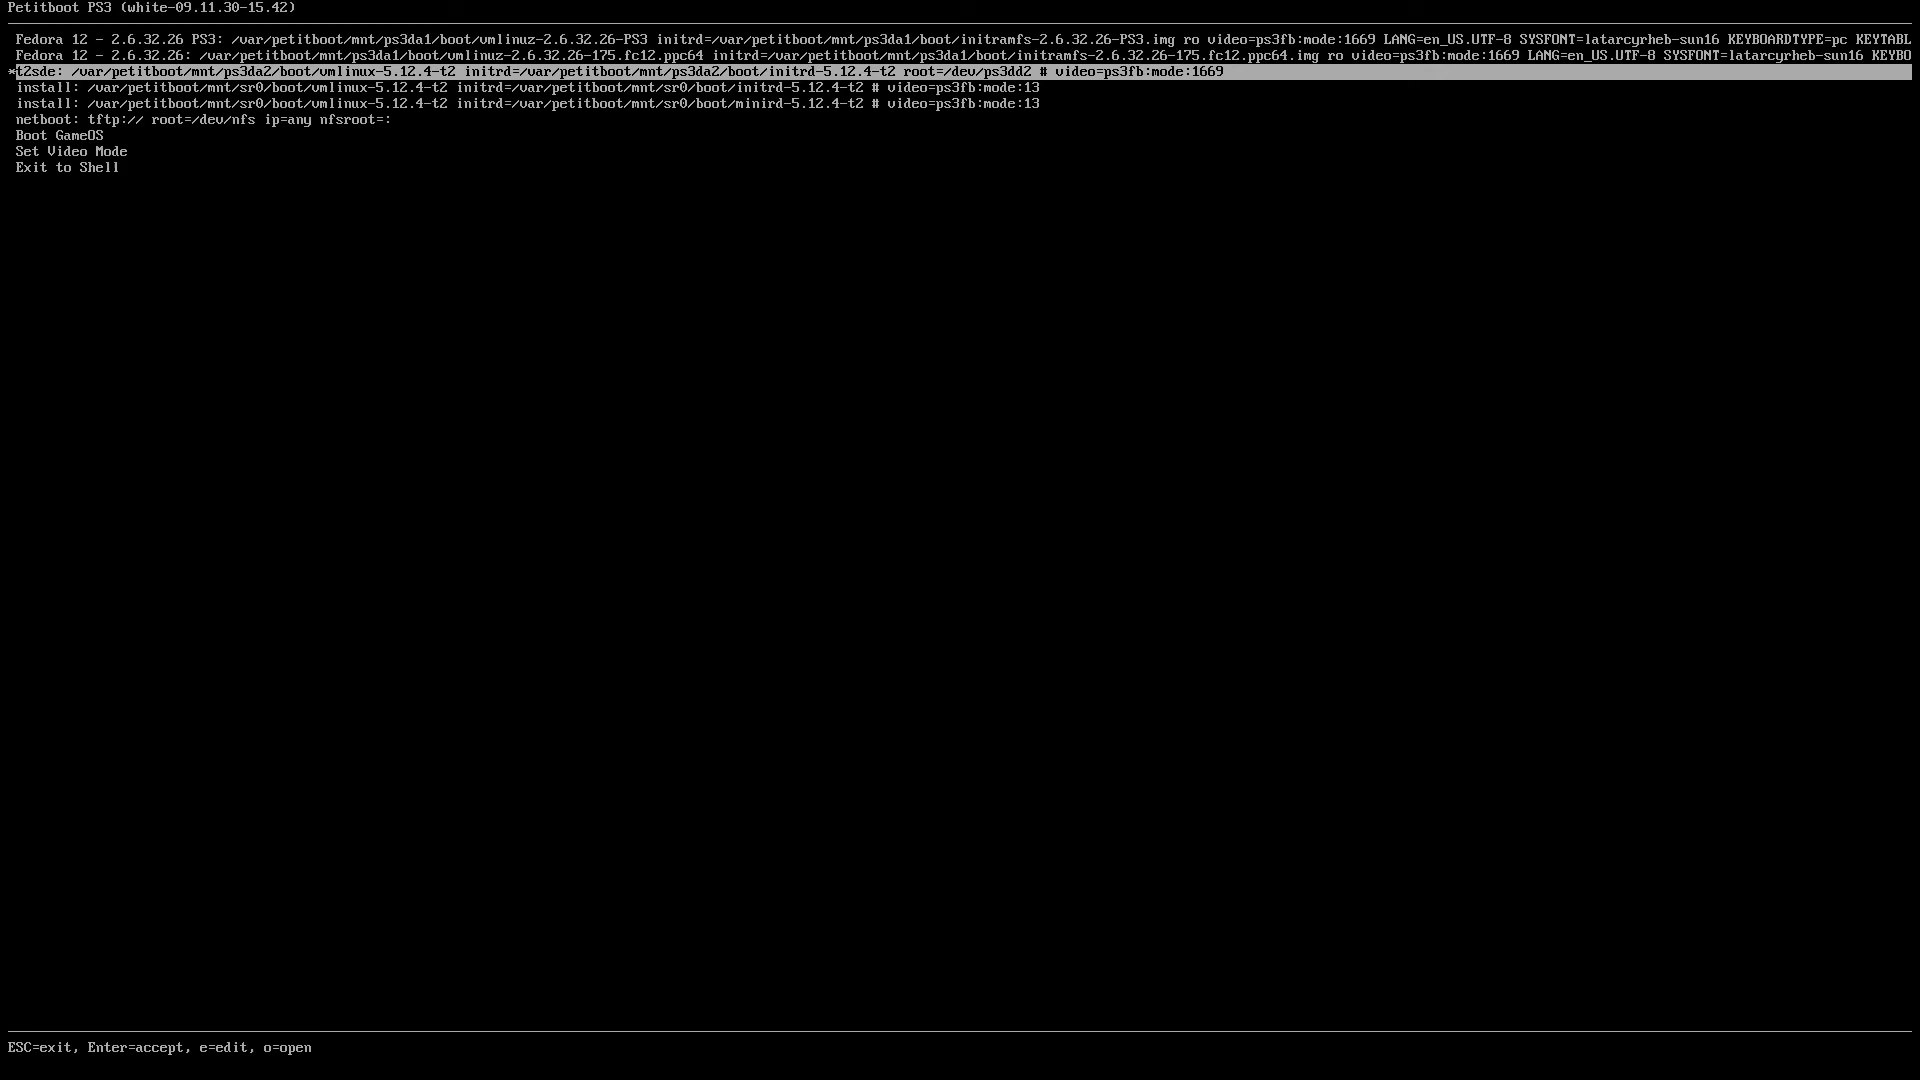 Petitboot PS3 (white-09.11.30-15.42)
Fedora 12 - 2.6.32.26 PS3: /var/petitboot/mnt/ps3da1/boot/vmlinuz-2.6.32.26-PS3 initrd=/var/petitboot/mnt/ps3da1/boot/initramfs-2.6.32.26-PS3.img ro video=ps3fb:mode:1669 LANG=en_US.UTF-8 SYSFONT=latarcyrheb-sun16 KEYBOARDTYPE=pc KEYTABL
Fedora 12 - 2.6.32.26: /var/petitboot/mnt/ps3da1/boot/vmlinuz-2.6.32.26-175.fc12.ppc64 initrd=/var/petitboot/mnt/ps3da1/boot/initramfs-2.6.32.26-175.fc12.ppc64.img ro video=ps3fb:mode:1669 LANG=en_US.UTF-8 SYSFONT=latarcyrheb-sun16 KEYBO
*t2sde: /var/petitboot/mnt/ps3da2/boot/vmlinux-5.12.4-t2 initrd=/var/petitboot/mnt/ps3da2/boot/initrd-5.12.4-t2 root=/dev/ps3dd2 # video=ps3fb:mode:1669
install: /var/petitboot/mnt/sr0/boot/vmlinux-5.12.4-t2 initrd=/var/petitboot/mnt/sr0/boot/initrd-5.12.4-t2 # video=ps3fb:mode:13
install: /var/petitboot/mnt/sr0/boot/vmlinux-5.12.4-t2 initrd=/var/petitboot/mnt/sr0/boot/minird-5.12.4-t2 # video=ps3fb:mode:13
netboot: tftp:// root=/dev/nfs ip=any nfsroot=:
Boot GameOS
Set Video Mode
Exit to Shell
ESC=exit, Enter=accept, e=edit, o=open